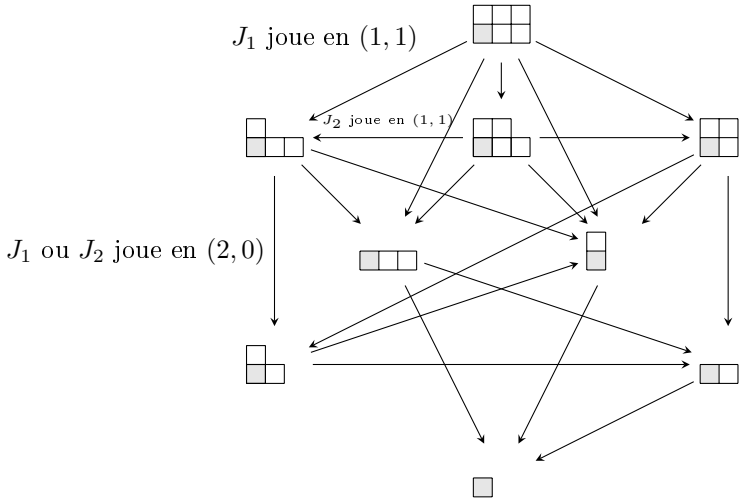 J₁ joue en (1, 1)
J₂ joue en (1, 1)
J₁ ou J₂ joue en (2, 0)